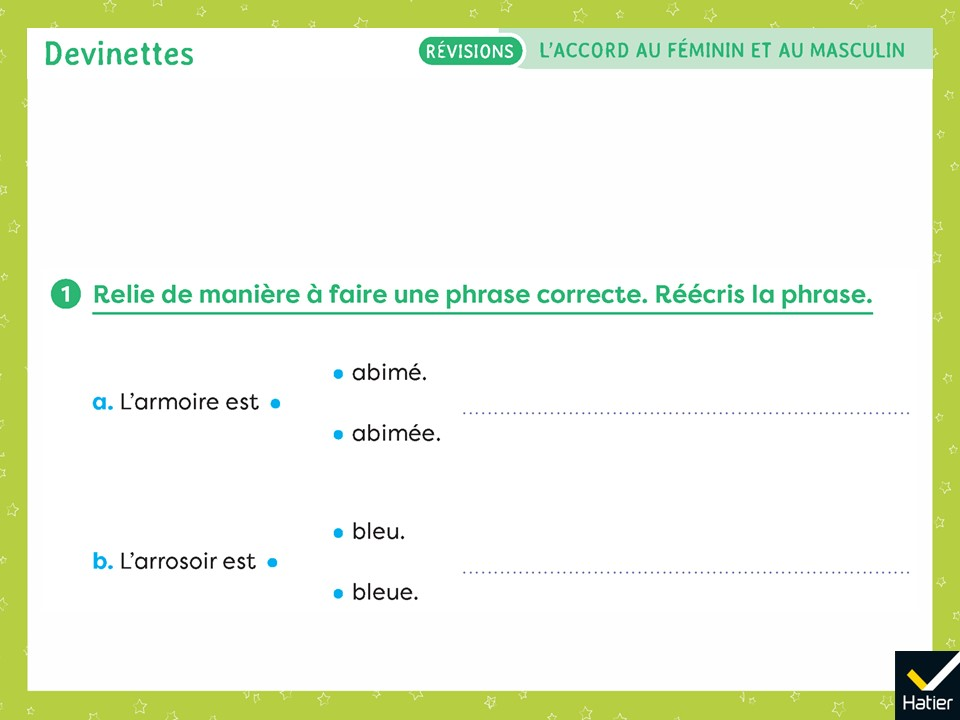 Devinettes
RÉVISIONS L'ACCORD AU FÉMININ ET AU MASCULIN
1 Relie de manière à faire une phrase correcte. Réécris la phrase.
• abimé.
a. L'armoire est •
• abimée.
• bleu.
b. L'arrosoir est •
• bleue.
Hatier